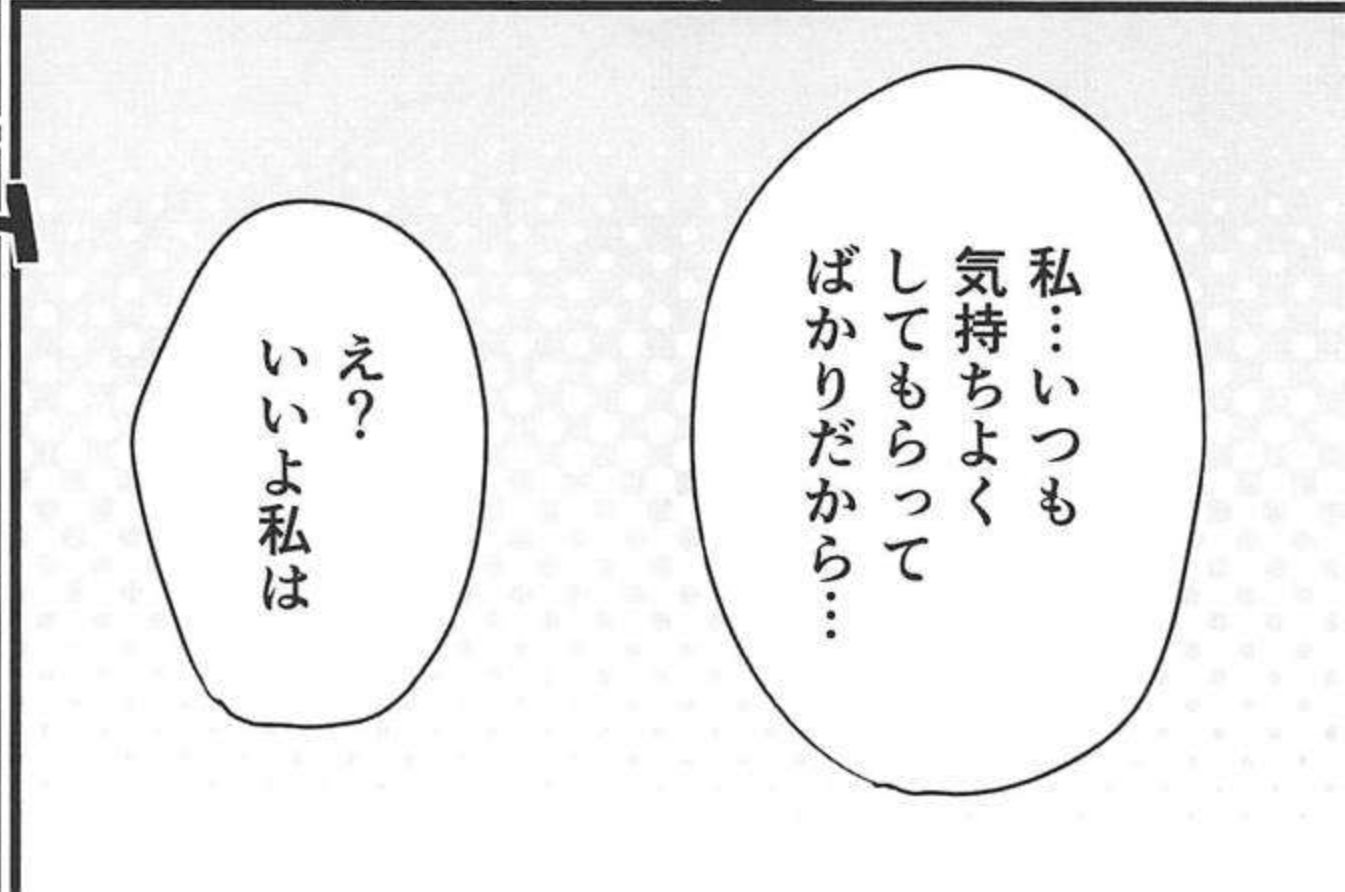 私…いつも
気持ちよく
してもらって
ばかりだから…
え？
いいよ私は